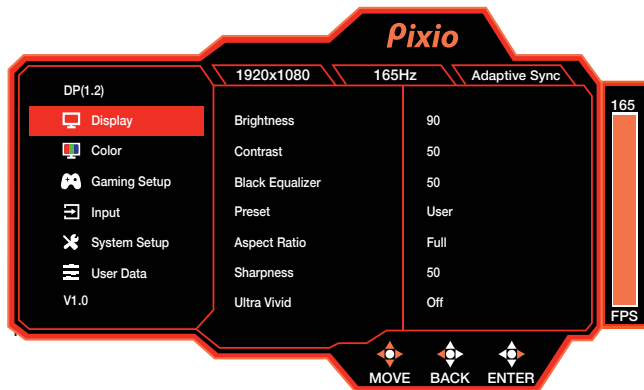 Pixio
1920x1080 165Hz Adaptive Sync
DP(1.2)
165
Display Brightness 90
Color Contrast 50
Gaming Setup Black Equalizer 50
Input Preset User
System Setup Aspect Ratio Full
User Data Sharpness 50
V1.0 Ultra Vivid Off
FPS
MOVE BACK ENTER